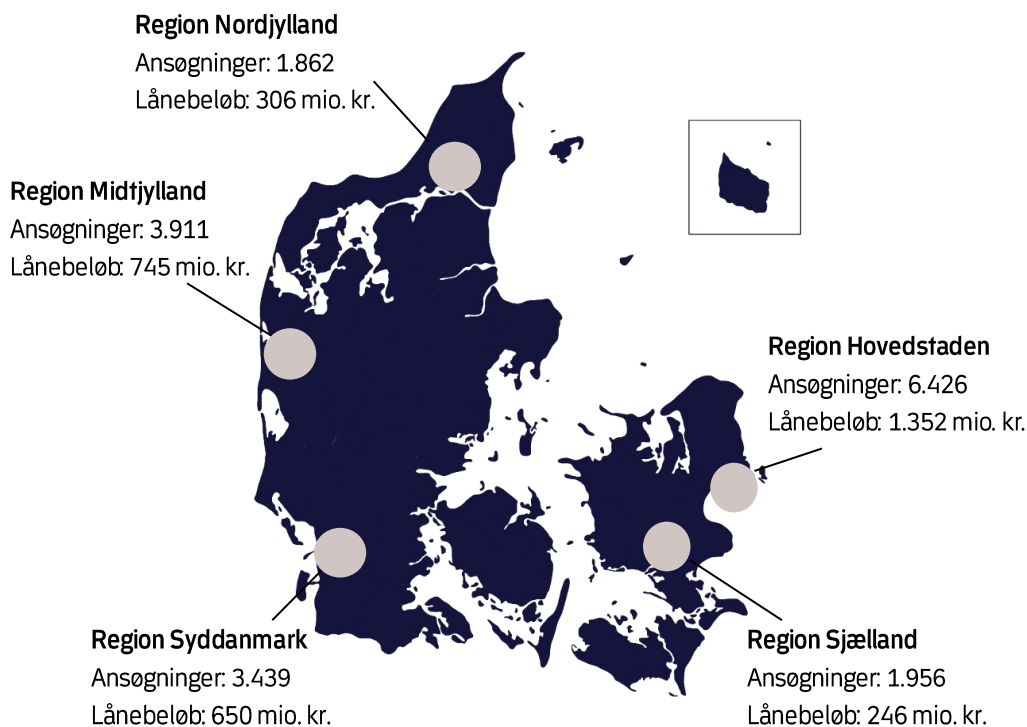 Region Nordjylland
Ansøgninger: 1.862
Lånebeløb: 306 mio. kr.
Region Midtjylland
Ansøgninger: 3.911
Lånebeløb: 745 mio. kr.
Region Hovedstaden
Ansøgninger: 6.426
Lånebeløb: 1.352 mio. kr.
Region Syddanmark
Ansøgninger: 3.439
Lånebeløb: 650 mio. kr.
Region Sjælland
Ansøgninger: 1.956
Lånebeløb: 246 mio. kr.